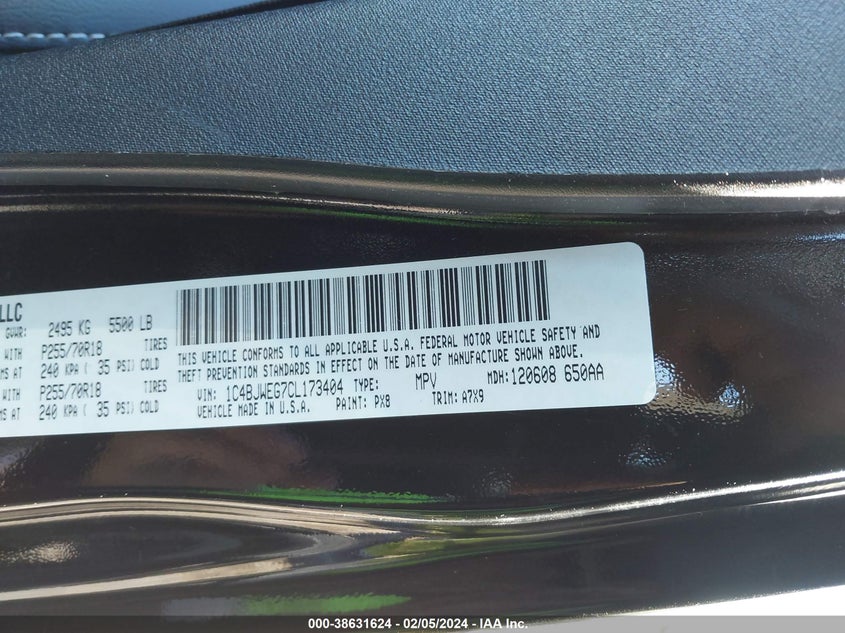 LLC
GVWR: 2495 KG 5500 LB
WITH P255/70R18 TIRES
MS AT 240 KPA ( 35 PSI) COLD
WITH P255/70R18 TIRES
MS AT 240 KPA ( 35 PSI) COLD
THIS VEHICLE CONFORMS TO ALL APPLICABLE U.S.A. FEDERAL MOTOR VEHICLE SAFETY AND
THEFT PREVENTION STANDARDS IN EFFECT ON THE DATE OF MANUFACTURE SHOWN ABOVE.
VIN: 1C4BJWEG7CL173404 TYPE: MPV MDH: 120608 650AA
VEHICLE MADE IN U.S.A. PAINT: PX8 TRIM: A7X9
000-38631624 - 02/05/2024 - IAA Inc.